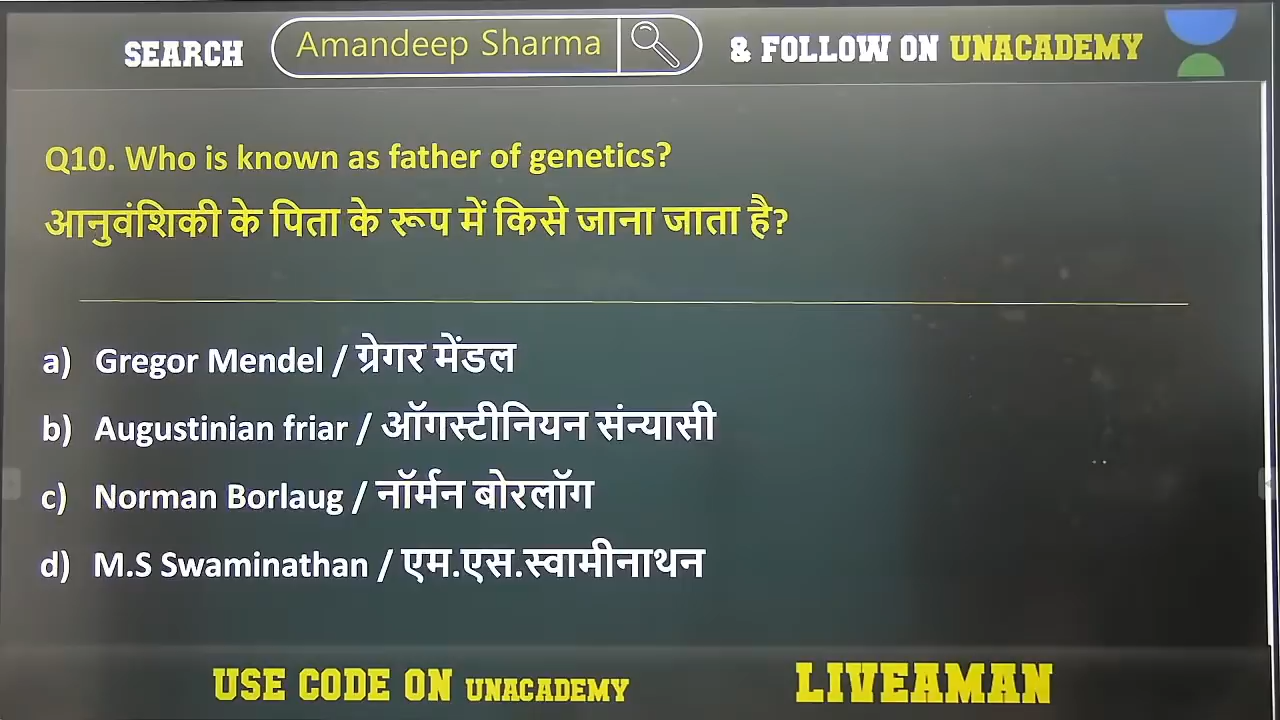 SEARCH Amandeep Sharma & FOLLOW ON UNACADEMY
Q10. Who is known as father of genetics?
आनुवंशिकी के पिता के रूप में किसे जाना जाता है?
a) Gregor Mendel / ग्रेगर मेंडल
b) Augustinian friar / ऑगस्टीनियन संन्यासी
c) Norman Borlaug / नॉर्मन बोरलॉग
d) M.S Swaminathan / एम.एस.स्वामीनाथन
USE CODE ON UNACADEMY LIVEAMAN